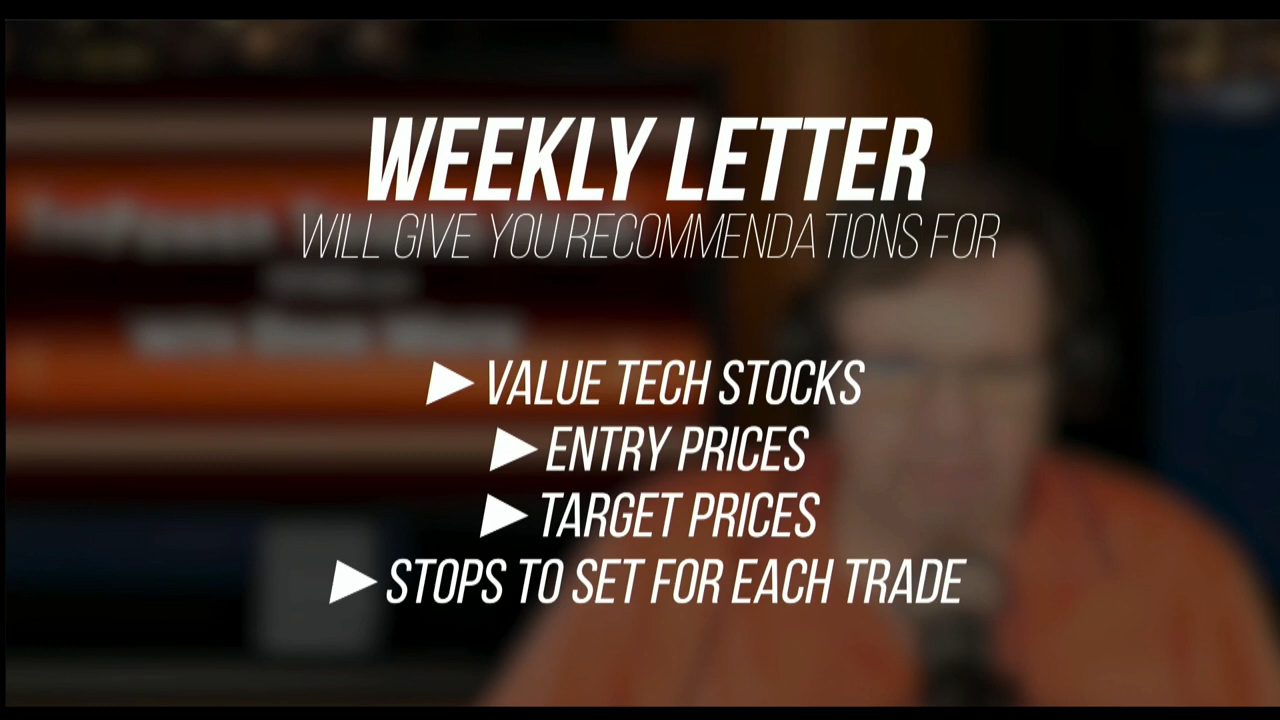 WEEKLY LETTER
WILL GIVE YOU RECOMMENDATIONS FOR
▶ VALUE TECH STOCKS
▶ ENTRY PRICES
▶ TARGET PRICES
▶ STOPS TO SET FOR EACH TRADE